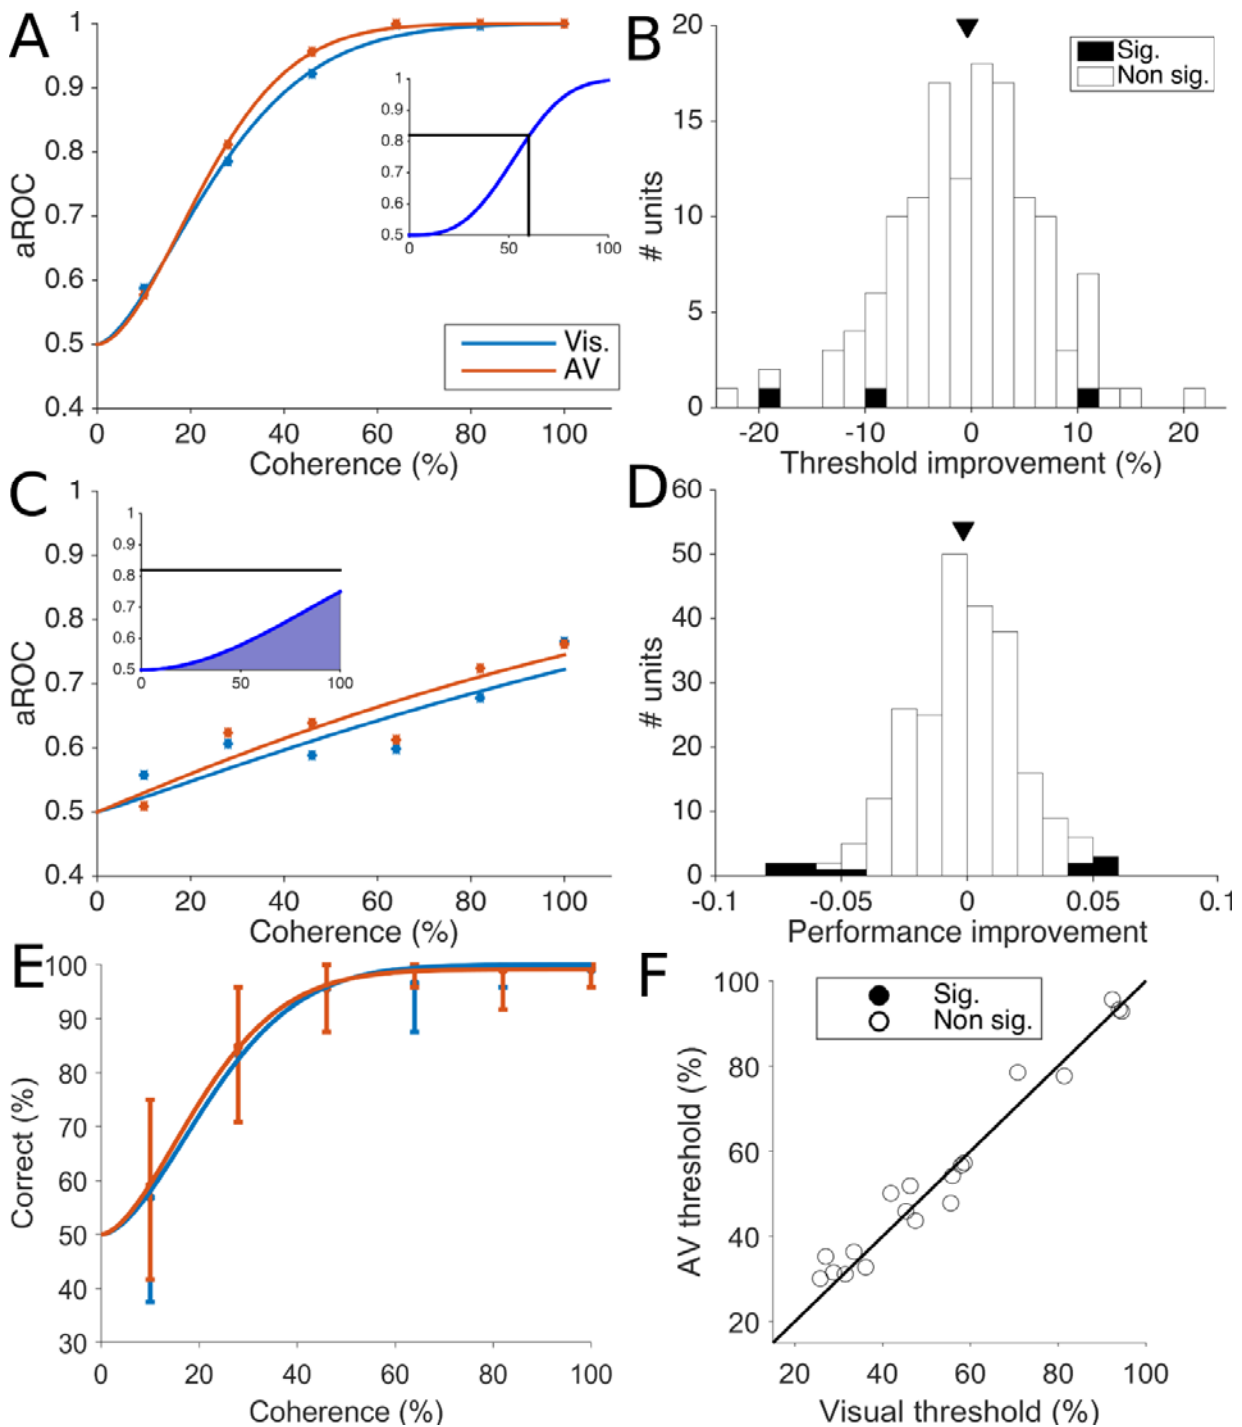 A
aROC
1
0.9
0.8
0.7
0.6
0.5
0.4
0 20 40 60 80 100
Coherence (%)
1
0.9
0.8
0.7
0.6
0.5
0 50 100
Vis.
AV
B
# units
20
15
10
5
0
-20 -10 0 10 20
Threshold improvement (%)
Sig.
Non sig.
C
aROC
1
0.9
0.8
0.7
0.6
0.5
0.4
0 20 40 60 80 100
Coherence (%)
1
0.9
0.8
0.7
0.6
0.5
0 50 100
D
# units
60
50
40
30
20
10
0
-0.1 -0.05 0 0.05 0.1
Performance improvement
E
Correct (%)
100
90
80
70
60
50
40
30
0 20 40 60 80 100
Coherence (%)
F
AV threshold (%)
100
80
60
40
20
20 40 60 80 100
Visual threshold (%)
Sig.
Non sig.